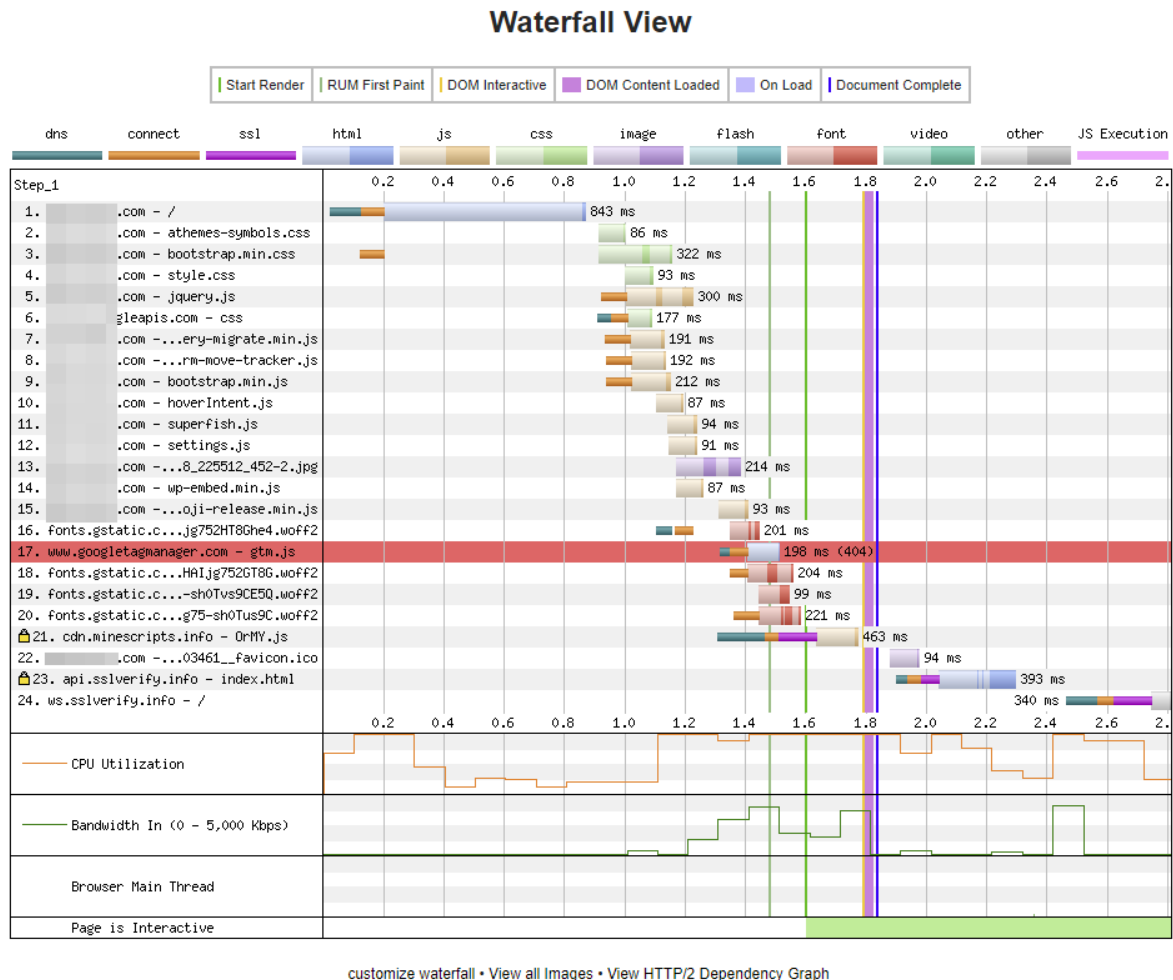 Waterfall View
Start Render RUM First Paint DOM Interactive DOM Content Loaded On Load Document Complete
dns connect ssl html js css image flash font video other JS Execution
Step_1 0.2 0.4 0.6 0.8 1.0 1.2 1.4 1.6 1.8 2.0 2.2 2.4 2.6 2.
1. .com - / 843 ms
2. .com - athemes-symbols.css 86 ms
3. .com - bootstrap.min.css 322 ms
4. .com - style.css 93 ms
5. .com - jquery.js 300 ms
6. gleapis.com - css 177 ms
7. .com -...ery-migrate.min.js 191 ms
8. .com -...rm-move-tracker.js 192 ms
9. .com - bootstrap.min.js 212 ms
10. .com - hoverIntent.js 87 ms
11. .com - superfish.js 94 ms
12. .com - settings.js 91 ms
13. .com -...8_225512_452-2.jpg 214 ms
14. .com - wp-embed.min.js 87 ms
15. .com -...oji-release.min.js 93 ms
16. fonts.gstatic.c...jg752HT8Ghe4.woff2 201 ms
17. www.googletagmanager.com - gtm.js 198 ms (404)
18. fonts.gstatic.c...HAIjg752GT8G.woff2 204 ms
19. fonts.gstatic.c...-sh0Tvs9CE5Q.woff2 99 ms
20. fonts.gstatic.c...g75-sh0Tus9C.woff2 221 ms
21. cdn.minescripts.info - OrMY.js 463 ms
22. .com -...03461__favicon.ico 94 ms
23. api.sslverify.info - index.html 393 ms
24. ws.sslverify.info - / 340 ms
0.2 0.4 0.6 0.8 1.0 1.2 1.4 1.6 1.8 2.0 2.2 2.4 2.6 2.
CPU Utilization
Bandwidth In (0 - 5,000 Kbps)
Browser Main Thread
Page is Interactive
customize waterfall • View all Images • View HTTP/2 Dependency Graph